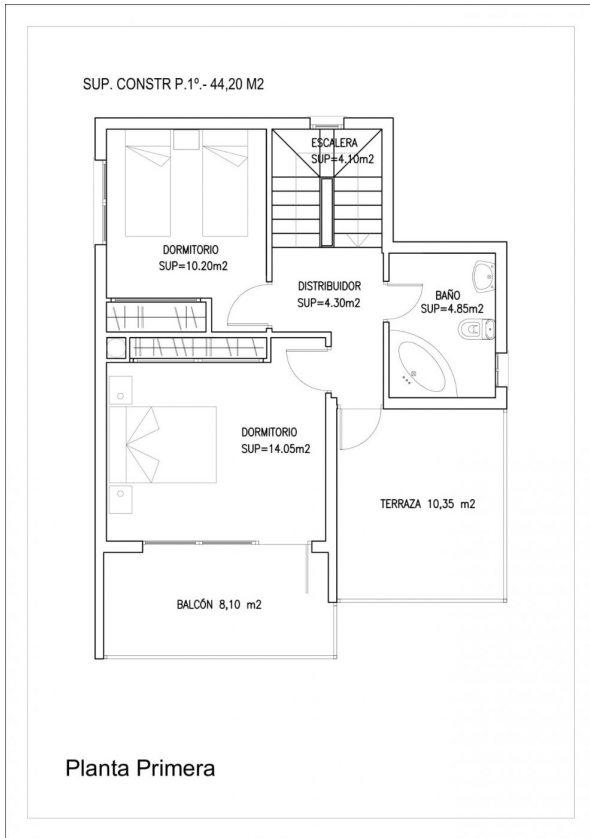 SUP. CONSTR P.1º.- 44,20 M2
ESCALERA
SUP=4.10m2
DORMITORIO
SUP=10.20m2
DISTRIBUIDOR
SUP=4.30m2
BAÑO
SUP=4.85m2
DORMITORIO
SUP=14.05m2
TERRAZA 10,35 m2
BALCÓN 8,10 m2
Planta Primera